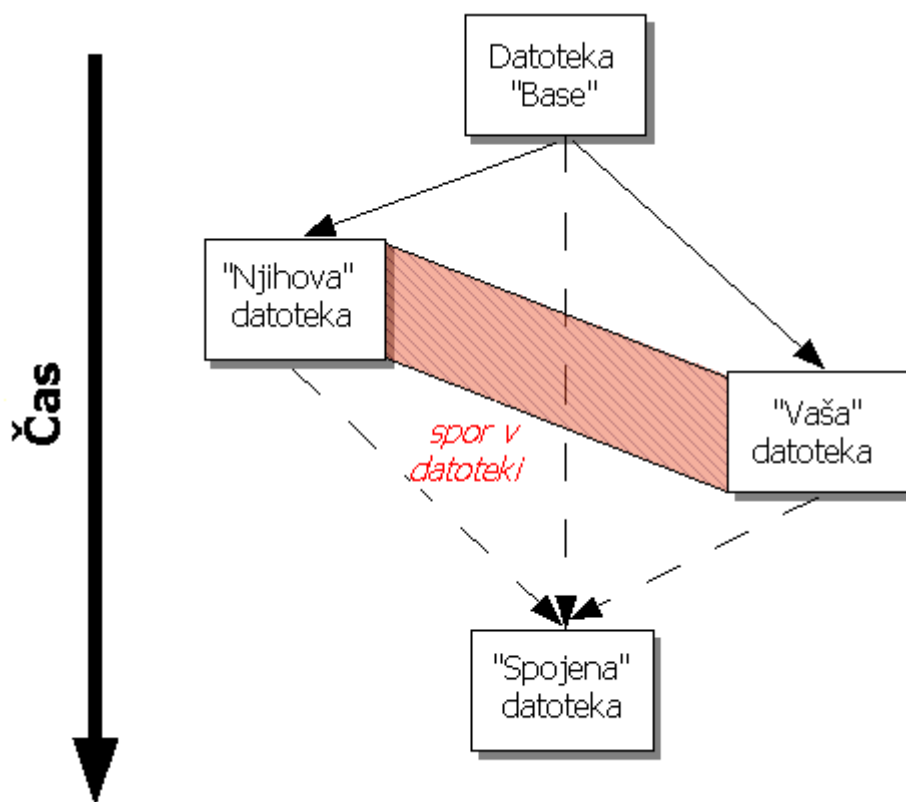 Datoteka
"Base"
"Njihova"
datoteka
Čas
"Vaša"
datoteka
spor v
datoteki
"Spojena"
datoteka